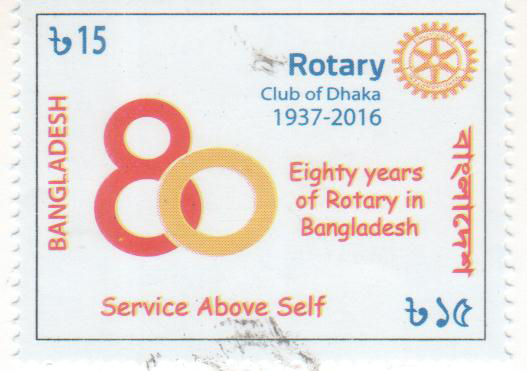 ৳ 15
Rotary
Club of Dhaka
1937-2016
BANGLADESH
80
Eighty years
of Rotary in
Bangladesh
বাংলাদেশ
Service Above Self
৳ ১৫